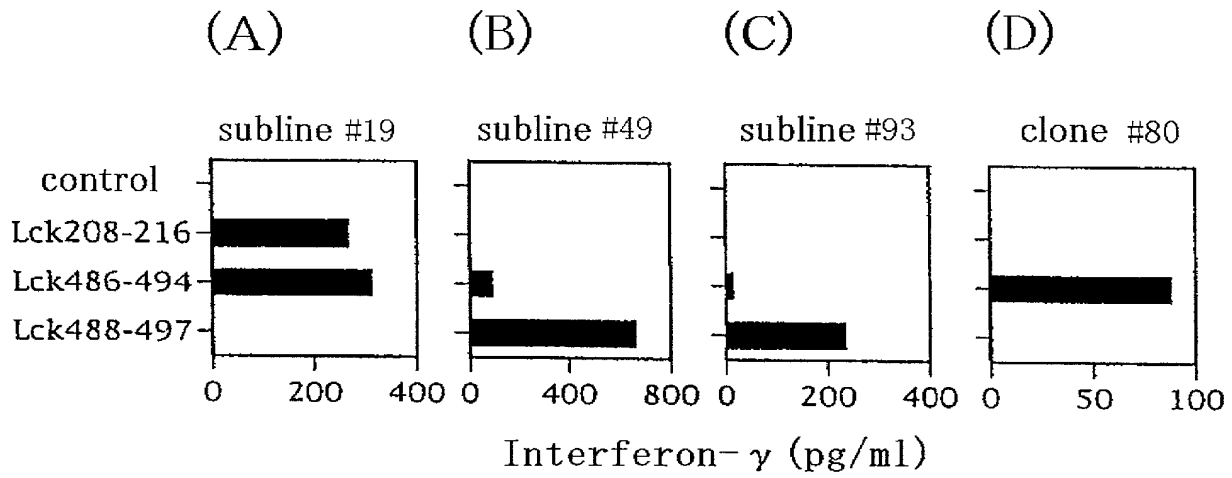 (A) (B) (C) (D)
subline #19 subline #49 subline #93 clone #80
control
Lck208-216
Lck486-494
Lck488-497
0 200 400 0 400 800 0 200 400 0 50 100
Interferon-γ (pg/ml)